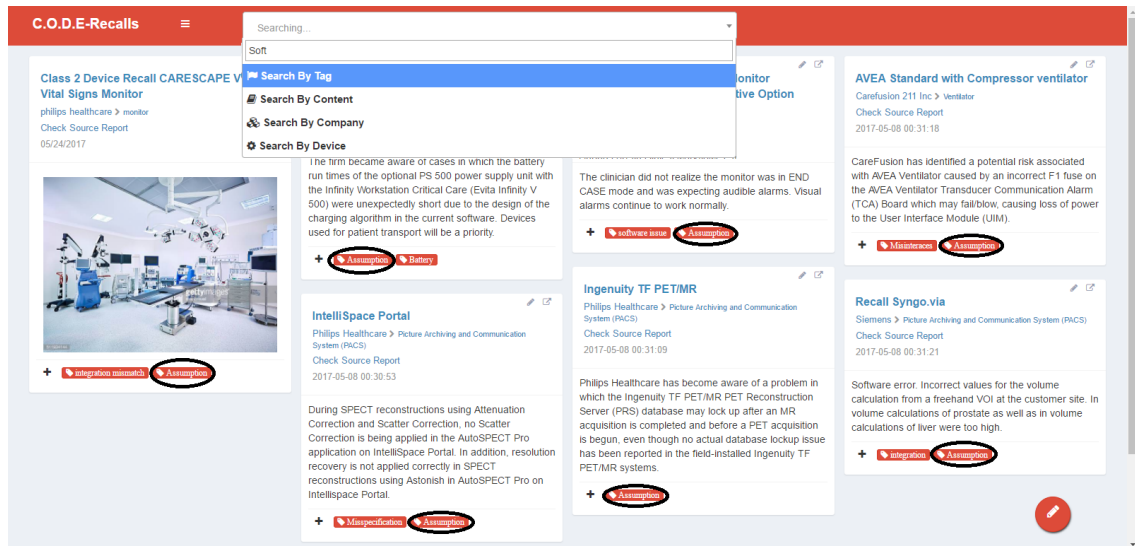 C.O.D.E-Recalls
Searching...
Soft
Search By Tag
Search By Content
Search By Company
Search By Device
Class 2 Device Recall CARESCAPE V
Vital Signs Monitor
philips healthcare > monitor
Check Source Report
05/24/2017
gettyimages
integration mismatch
Assumption
The firm became aware of cases in which the battery
run times of the optional PS 500 power supply unit with
the Infinity Workstation Critical Care (Evita Infinity V
500) were unexpectedly short due to the design of the
charging algorithm in the current software. Devices
used for patient transport will be a priority.
Assumption
Battery
IntelliSpace Portal
Philips Healthcare > Picture Archiving and Communication
System (PACS)
Check Source Report
2017-05-08 00:30:53
During SPECT reconstructions using Attenuation
Correction and Scatter Correction, no Scatter
Correction is being applied in the AutoSPECT Pro
application on IntelliSpace Portal. In addition, resolution
recovery is not applied correctly in SPECT
reconstructions using Astonish in AutoSPECT Pro on
Intellispace Portal.
Misspecification
Assumption
Monitor
tive Option
The clinician did not realize the monitor was in END
CASE mode and was expecting audible alarms. Visual
alarms continue to work normally.
software issue
Assumption
Ingenuity TF PET/MR
Philips Healthcare > Picture Archiving and Communication
System (PACS)
Check Source Report
2017-05-08 00:31:09
Philips Healthcare has become aware of a problem in
which the Ingenuity TF PET/MR PET Reconstruction
Server (PRS) database may lock up after an MR
acquisition is completed and before a PET acquisition
is begun, even though no actual database lockup issue
has been reported in the field-installed Ingenuity TF
PET/MR systems.
Assumption
AVEA Standard with Compressor ventilator
Carefusion 211 Inc > Ventilator
Check Source Report
2017-05-08 00:31:18
CareFusion has identified a potential risk associated
with AVEA Ventilator caused by an incorrect F1 fuse on
the AVEA Ventilator Transducer Communication Alarm
(TCA) Board which may fail/blow, causing loss of power
to the User Interface Module (UIM).
Misinteraces
Assumption
Recall Syngo.via
Siemens > Picture Archiving and Communication System (PACS)
Check Source Report
2017-05-08 00:31:21
Software error. Incorrect values for the volume
calculation from a freehand VOI at the customer site. In
volume calculations of prostate as well as in volume
calculations of liver were too high.
integration
Assumption